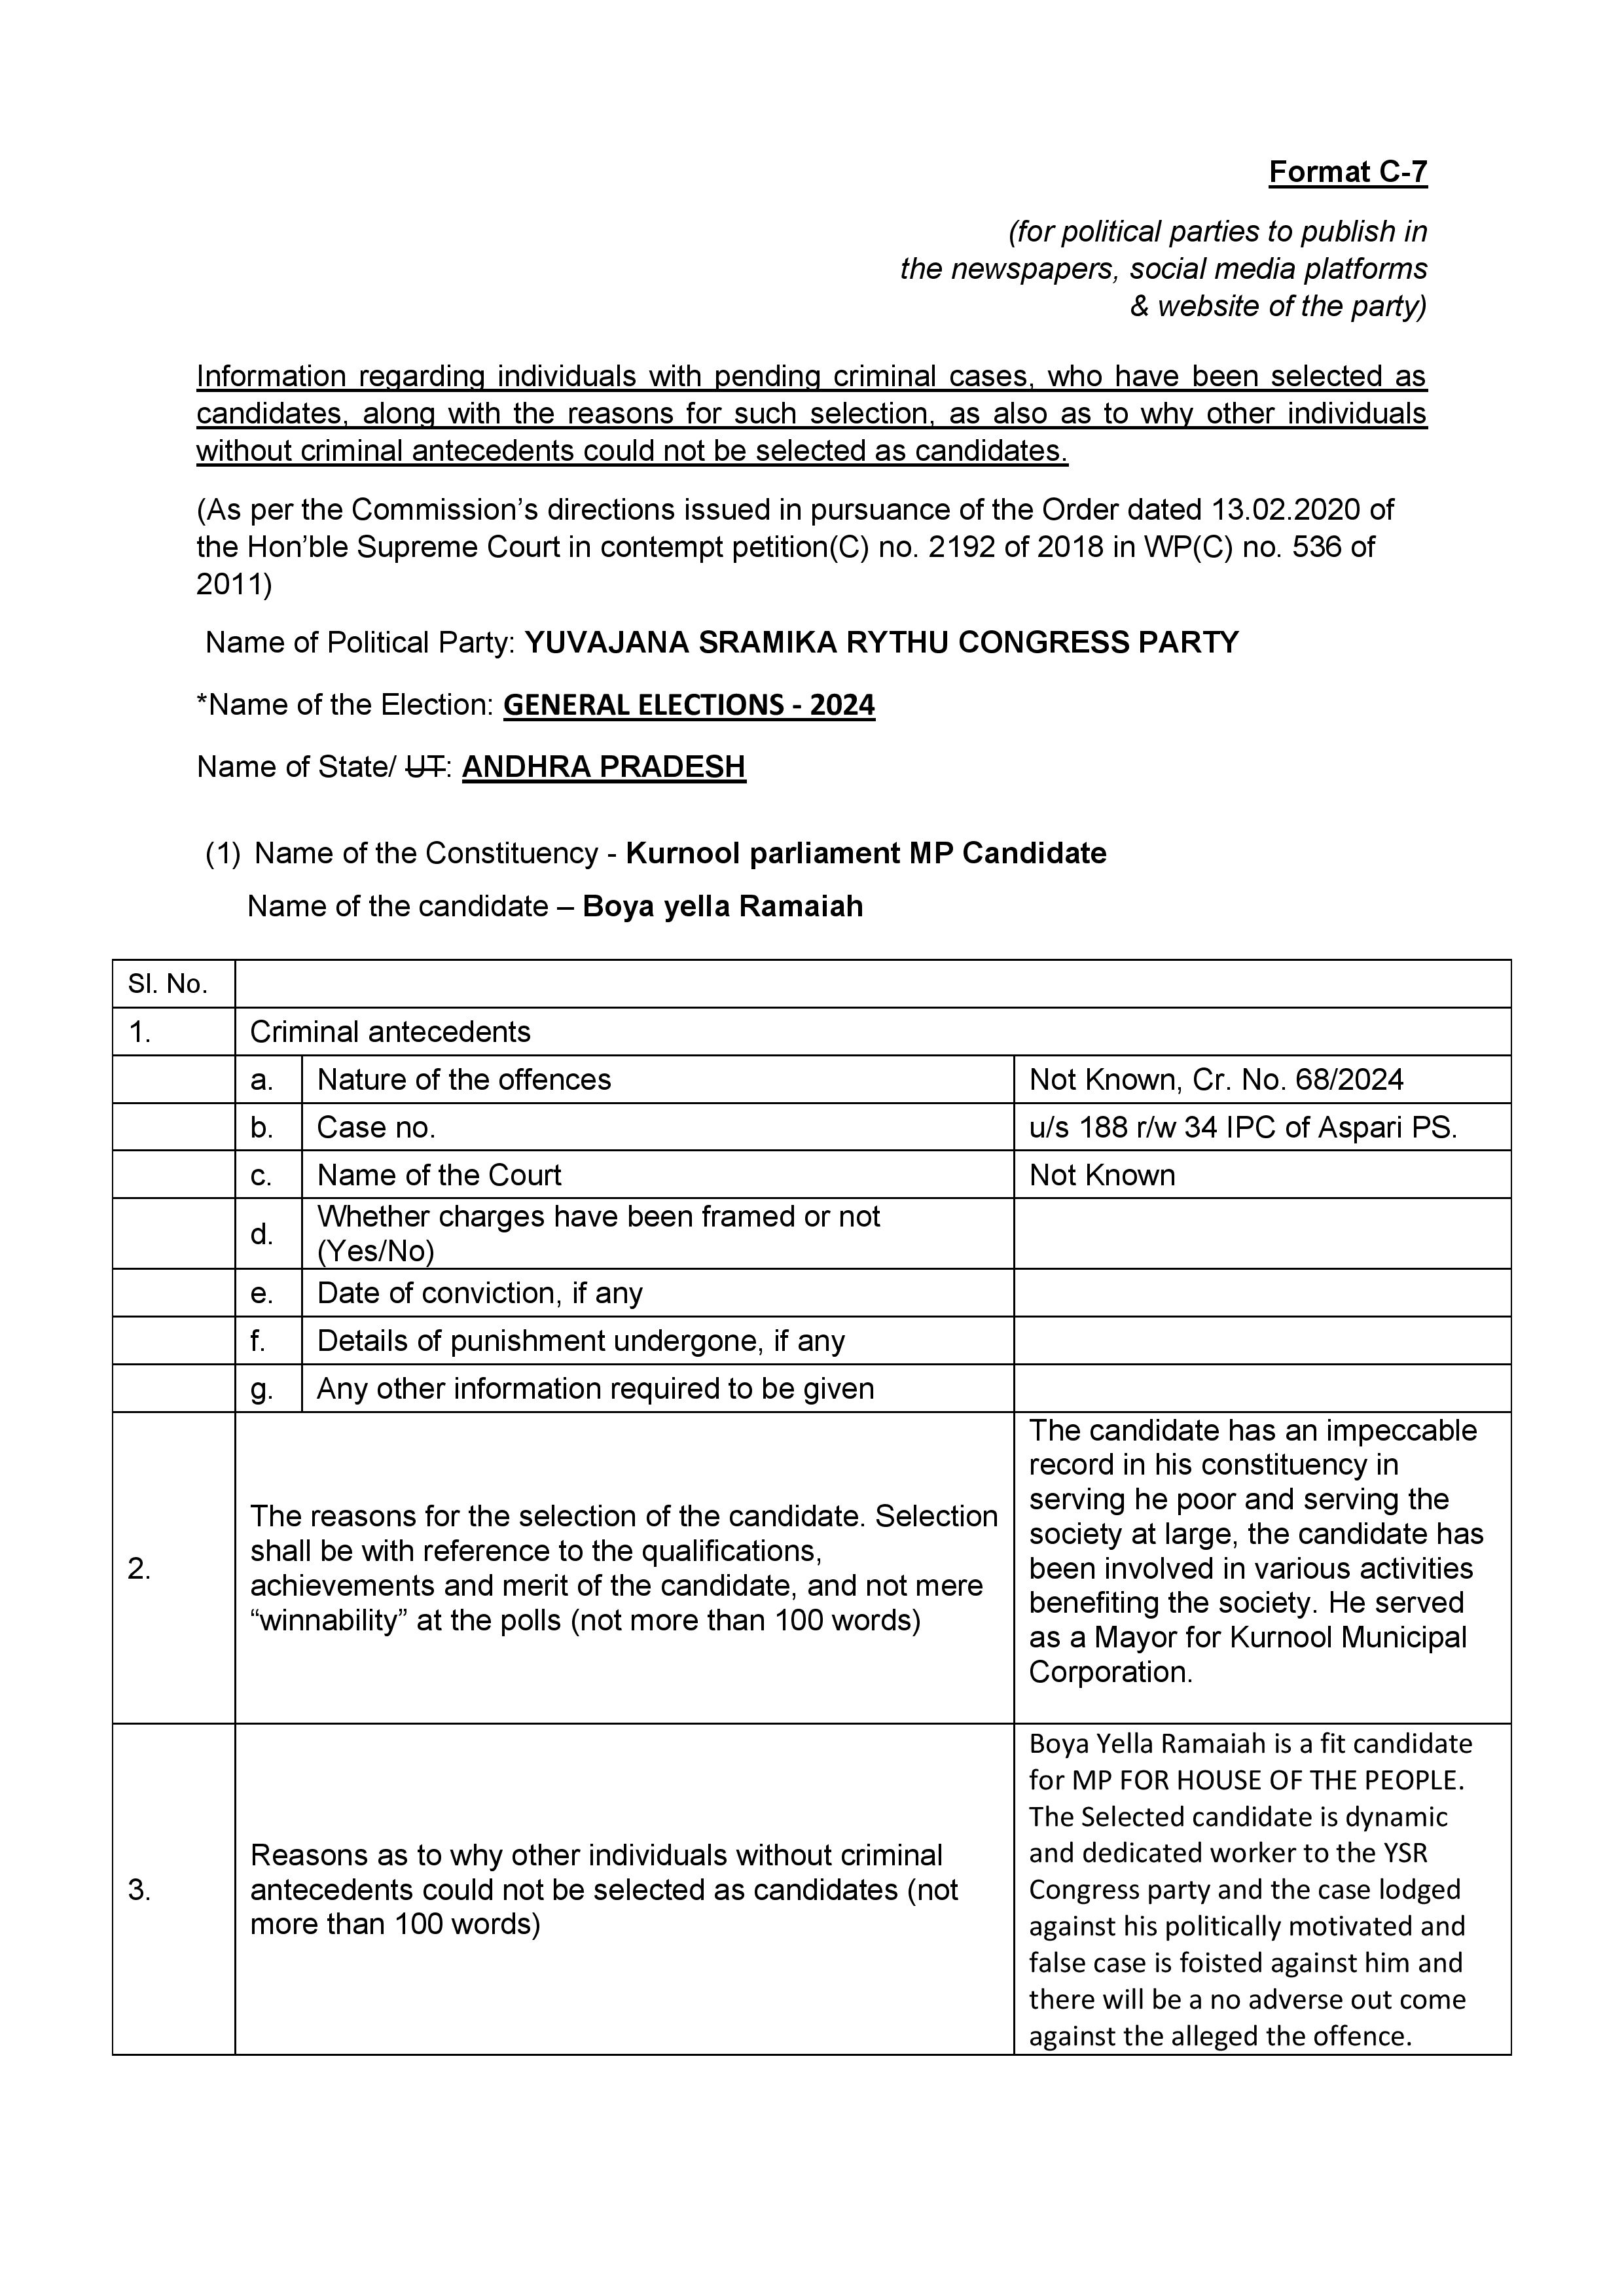 Format C-7
(for political parties to publish in
the newspapers, social media platforms
& website of the party)
Information regarding individuals with pending criminal cases, who have been selected as
candidates, along with the reasons for such selection, as also as to why other individuals
without criminal antecedents could not be selected as candidates.
(As per the Commission’s directions issued in pursuance of the Order dated 13.02.2020 of
the Hon’ble Supreme Court in contempt petition(C) no. 2192 of 2018 in WP(C) no. 536 of
2011)
Name of Political Party: YUVAJANA SRAMIKA RYTHU CONGRESS PARTY
*Name of the Election: GENERAL ELECTIONS - 2024
Name of State/ UT: ANDHRA PRADESH
(1) Name of the Constituency - Kurnool parliament MP Candidate
Name of the candidate – Boya yella Ramaiah
Sl. No.
1. Criminal antecedents
a. Nature of the offences Not Known, Cr. No. 68/2024
b. Case no. u/s 188 r/w 34 IPC of Aspari PS.
c. Name of the Court Not Known
d. Whether charges have been framed or not
(Yes/No)
e. Date of conviction, if any
f. Details of punishment undergone, if any
g. Any other information required to be given
2.
The reasons for the selection of the candidate. Selection
shall be with reference to the qualifications,
achievements and merit of the candidate, and not mere
“winnability” at the polls (not more than 100 words)
The candidate has an impeccable
record in his constituency in
serving he poor and serving the
society at large, the candidate has
been involved in various activities
benefiting the society. He served
as a Mayor for Kurnool Municipal
Corporation.
3.
Reasons as to why other individuals without criminal
antecedents could not be selected as candidates (not
more than 100 words)
Boya Yella Ramaiah is a fit candidate
for MP FOR HOUSE OF THE PEOPLE.
The Selected candidate is dynamic
and dedicated worker to the YSR
Congress party and the case lodged
against his politically motivated and
false case is foisted against him and
there will be a no adverse out come
against the alleged the offence.